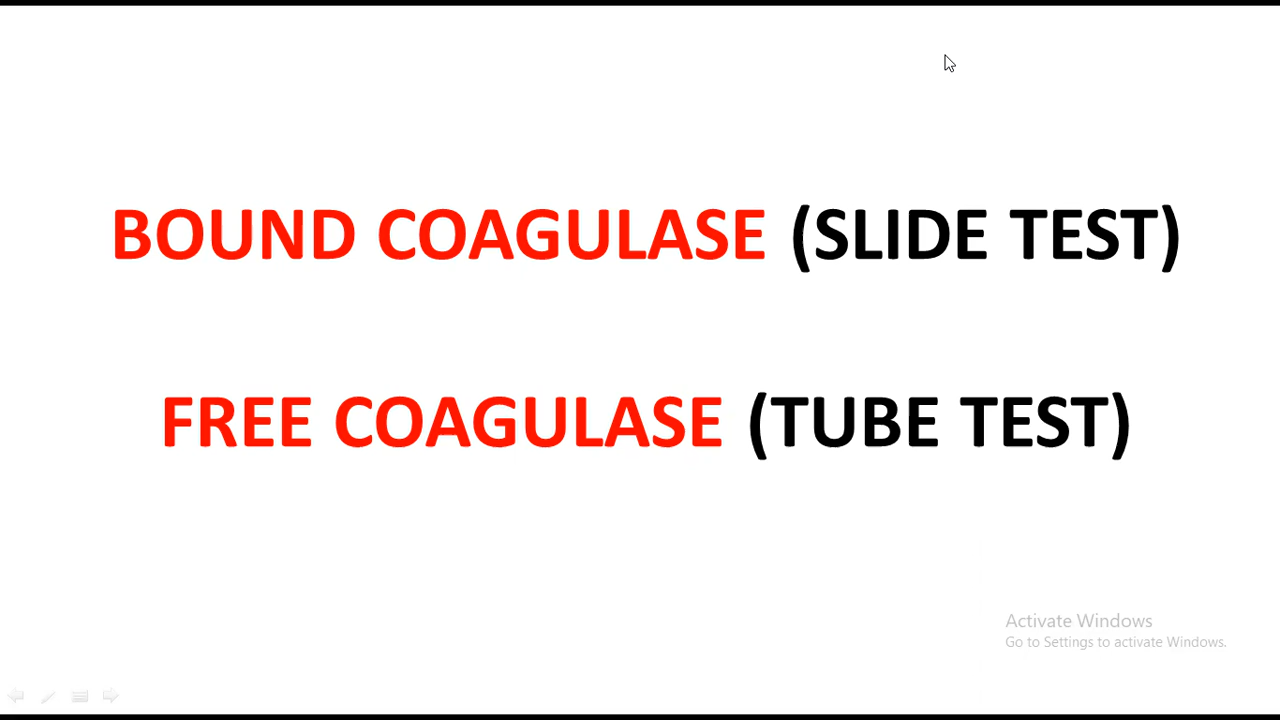 BOUND COAGULASE (SLIDE TEST)
FREE COAGULASE (TUBE TEST)
Activate Windows
Go to Settings to activate Windows.